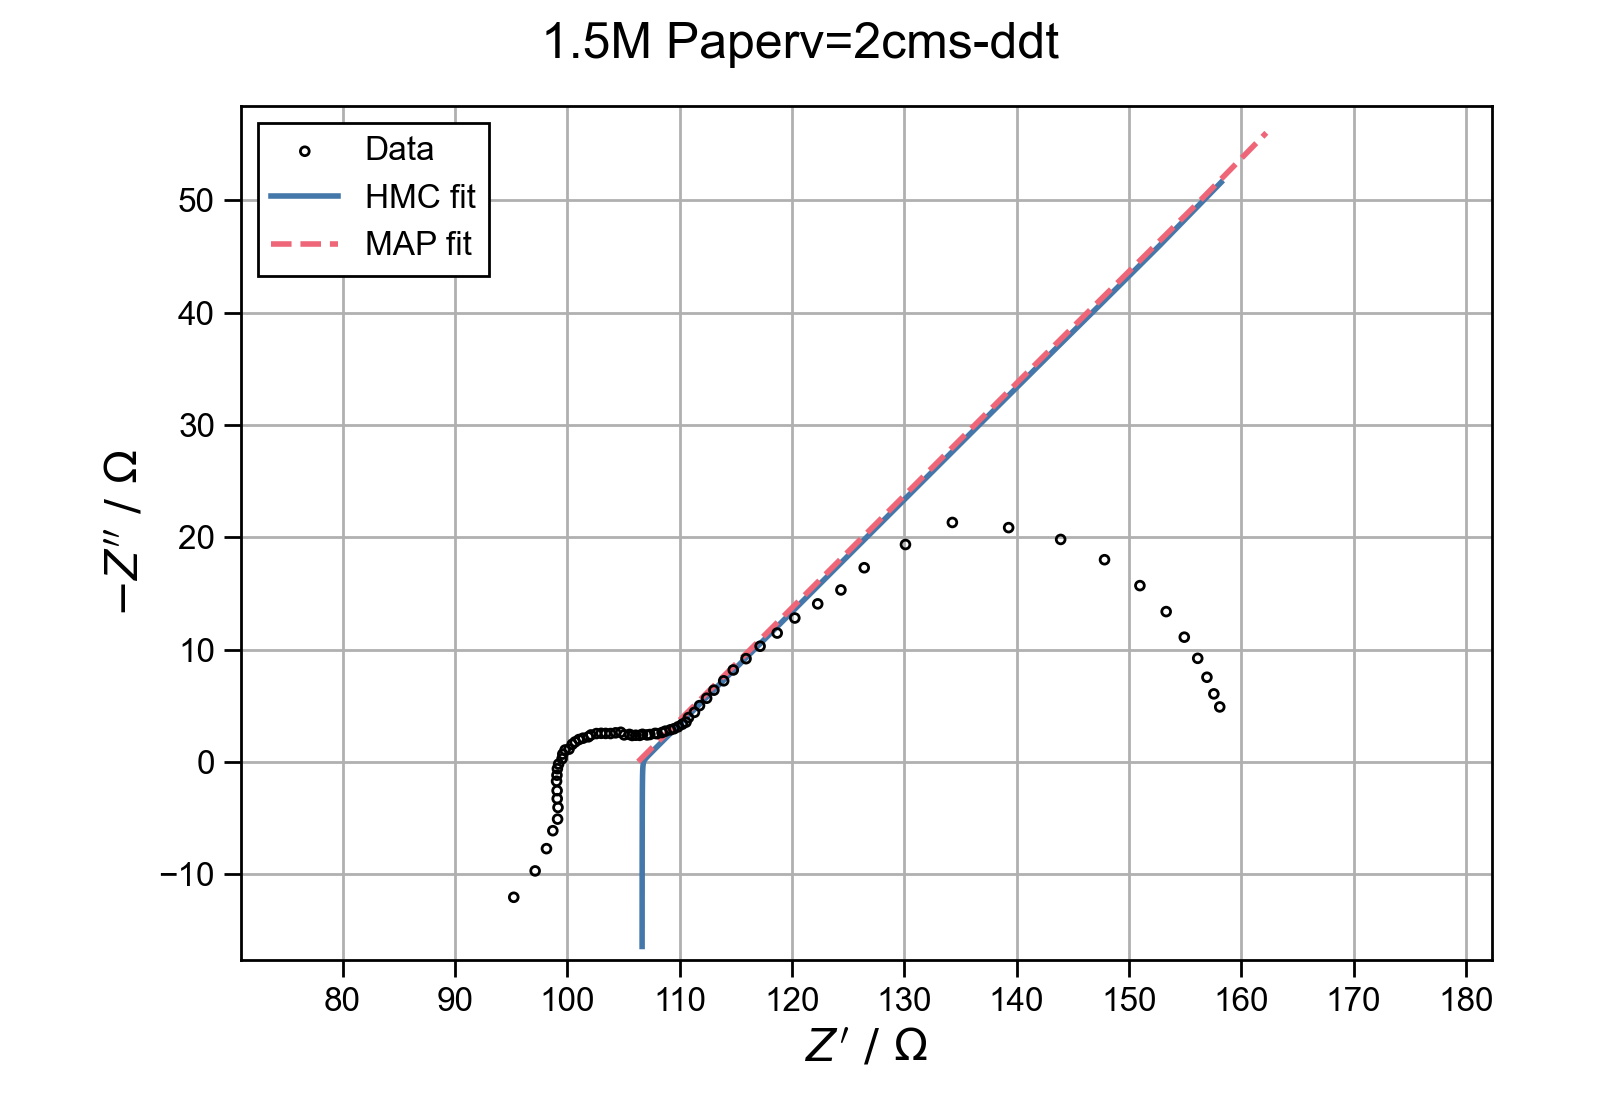 1.5M Paperv=2cms-ddt
Data
HMC fit
MAP fit
50
40
30
20
10
0
−10
−Z′′ / Ω
80 90 100 110 120 130 140 150 160 170 180
Z′ / Ω